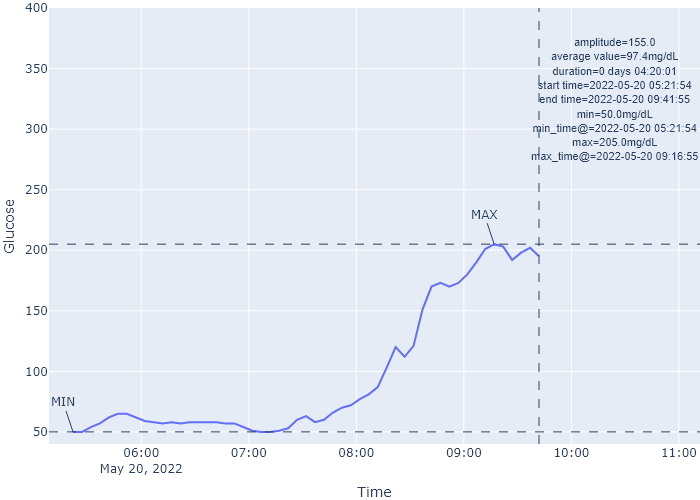 400
amplitude=155.0
average value=97.4mg/dL
350
duration=0 days 04:20:01
start time=2022-05-20 05:21:54
end time=2022-05-20 09:41:55
300
min=50.0mg/dL
min_time@=2022-05-20 05:21:54
max=205.0mg/dL
max_time@=2022-05-20 09:16:55
250
MAX
Glucose
200
150
100
MIN
50
06:00 07:00 08:00 09:00 10:00 11:00
May 20, 2022
Time